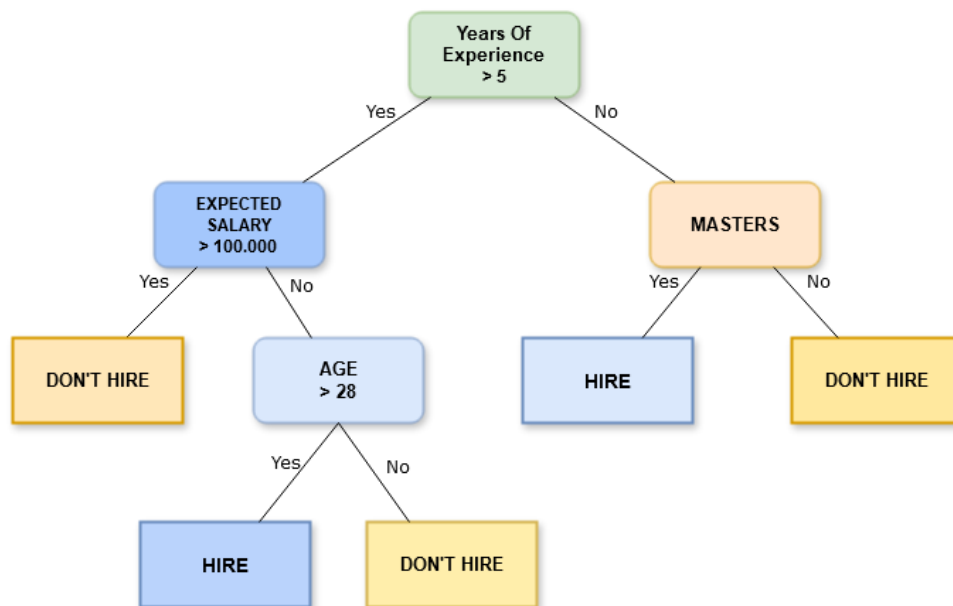 Years Of
Experience
> 5
Yes
No
EXPECTED
SALARY
> 100.000
MASTERS
Yes
No
Yes
No
DON'T HIRE
AGE
> 28
HIRE
DON'T HIRE
Yes
No
HIRE
DON'T HIRE